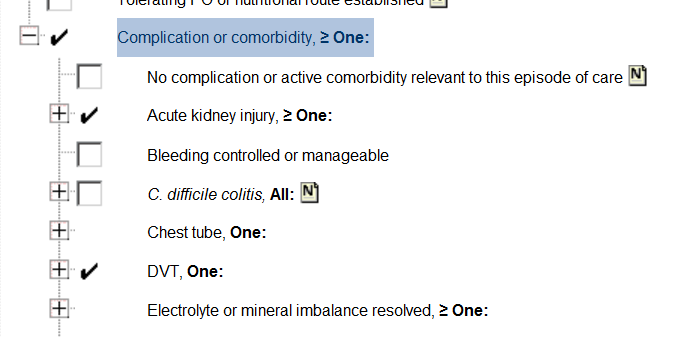 Tolerating PO or nutritional route established
Complication or comorbidity, ≥ One:
No complication or active comorbidity relevant to this episode of care N
Acute kidney injury, ≥ One:
Bleeding controlled or manageable
C. difficile colitis, All: N
Chest tube, One:
DVT, One:
Electrolyte or mineral imbalance resolved, ≥ One: